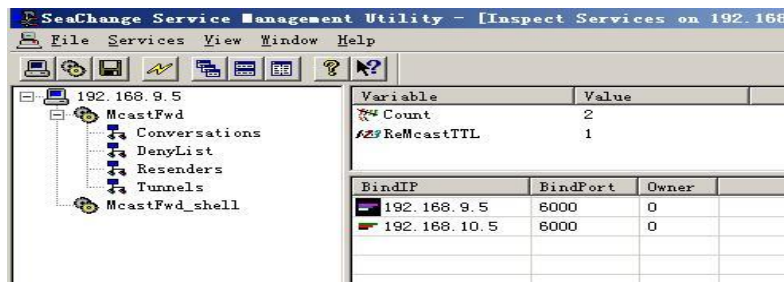 SeaChange Service Management Utility - [Inspect Services on 192.168
File Services View Window Help
192.168.9.5
McastFwd
Conversations
DenyList
Resenders
Tunnels
McastFwd_shell
Variable Value
Count 2
123 ReMcastTTL 1
BindIP BindPort Owner
192.168.9.5 6000 0
192.168.10.5 6000 0